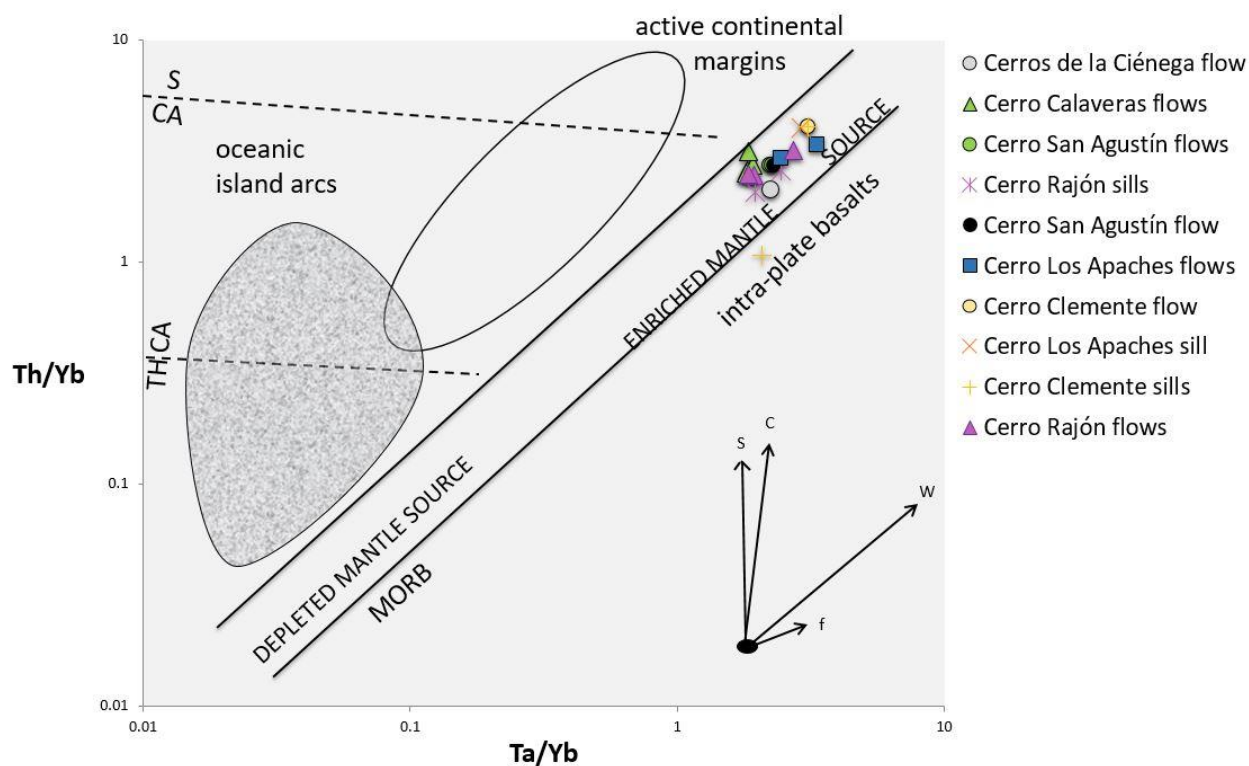 active continental
margins
10
S
CA
oceanic
island arcs
SOURCE
ENRICHED MANTLE
intra-plate basalts
1
TH CA
Th/Yb
0.1
DEPLETED MANTLE SOURCE
MORB
S
C
W
f
0.01
0.01
0.1
1
10
Ta/Yb
Cerros de la Ciénega flow
Cerro Calaveras flows
Cerro San Agustín flows
Cerro Rajón sills
Cerro San Agustín flow
Cerro Los Apaches flows
Cerro Clemente flow
Cerro Los Apaches sill
Cerro Clemente sills
Cerro Rajón flows